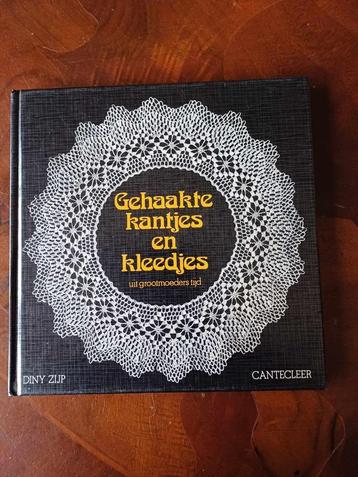 Gehaakte
kantjes
en
kleedjes
uit grootmoeders tijd
DINY ZIJP
CANTECLEER